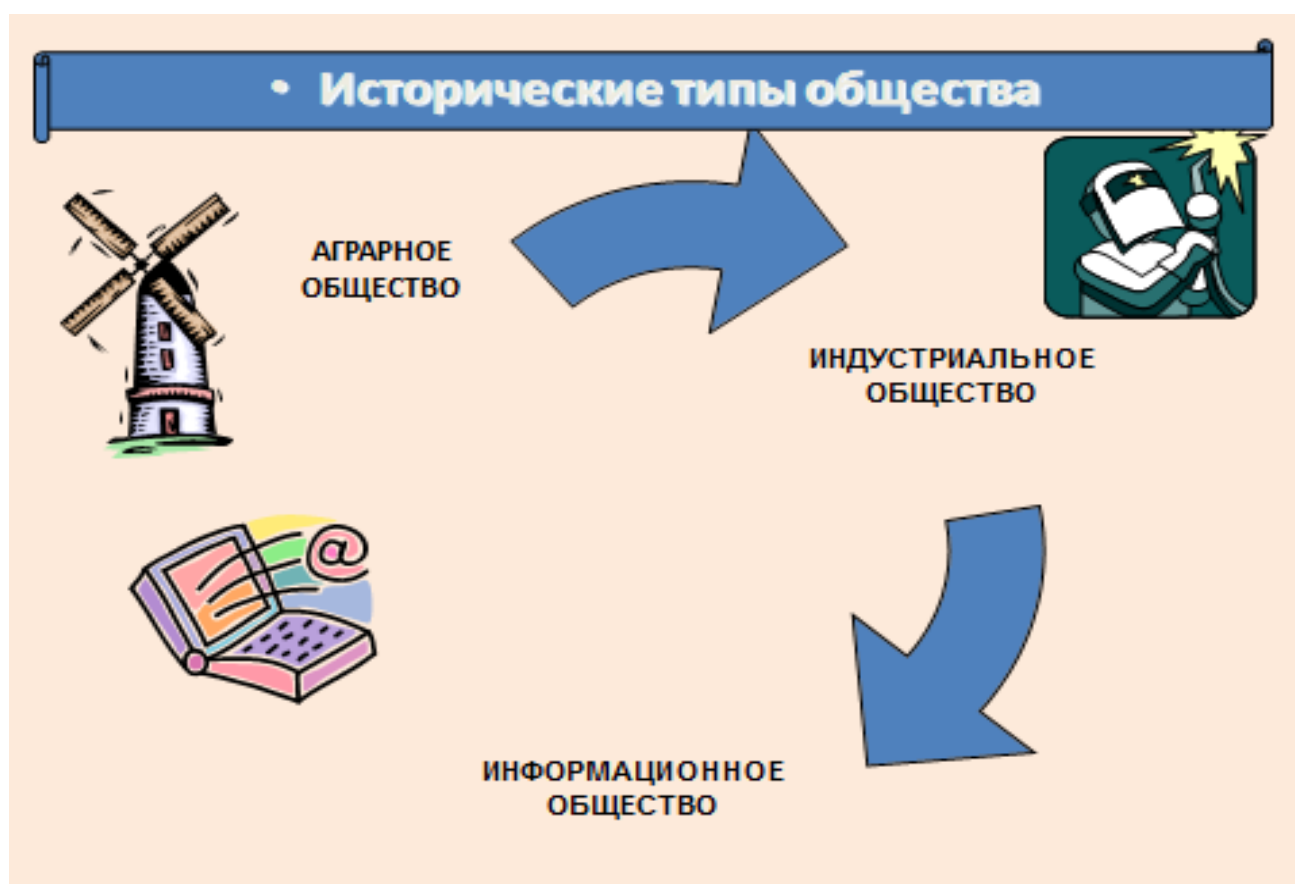 • Исторические типы общества
АГРАРНОЕ
ОБЩЕСТВО
ИНДУСТРИАЛЬНОЕ
ОБЩЕСТВО
@
ИНФОРМАЦИОННОЕ
ОБЩЕСТВО